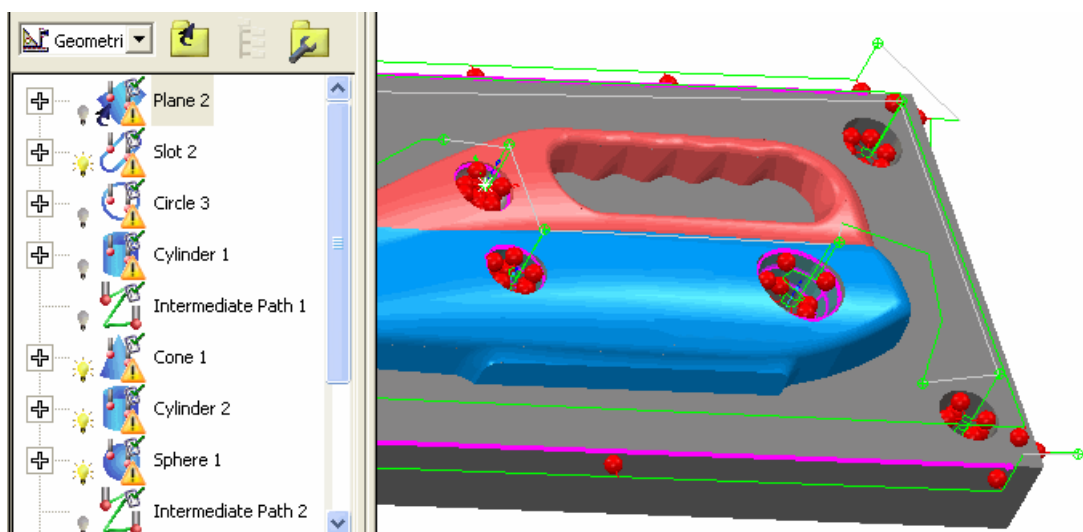 Geometri
Plane 2
Slot 2
Circle 3
Cylinder 1
Intermediate Path 1
Cone 1
Cylinder 2
Sphere 1
Intermediate Path 2